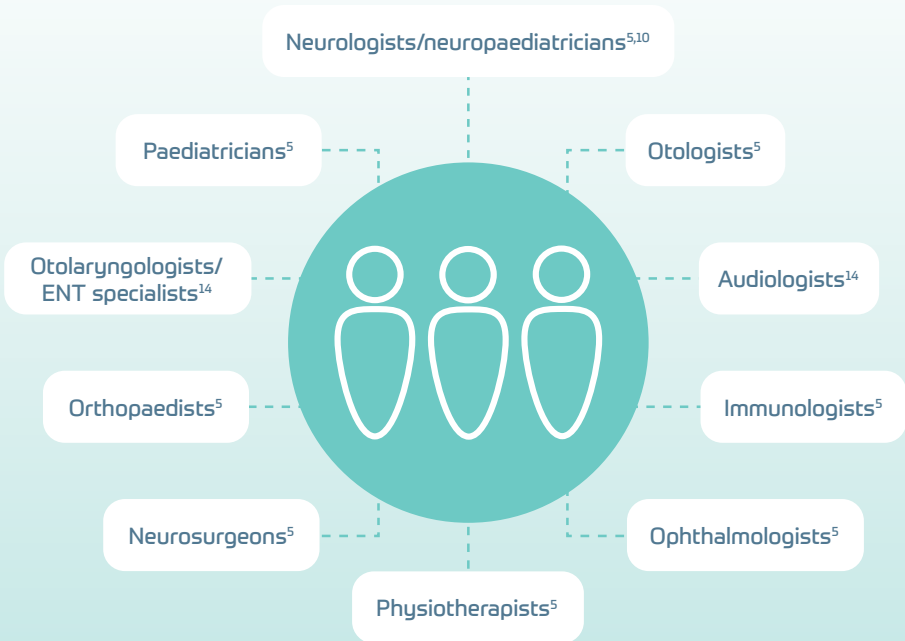 Neurologists/neuropaediatricians⁵,¹⁰
Paediatricians⁵
Otologists⁵
Otolaryngologists/
ENT specialists¹⁴
Audiologists¹⁴
Orthopaedists⁵
Immunologists⁵
Neurosurgeons⁵
Ophthalmologists⁵
Physiotherapists⁵